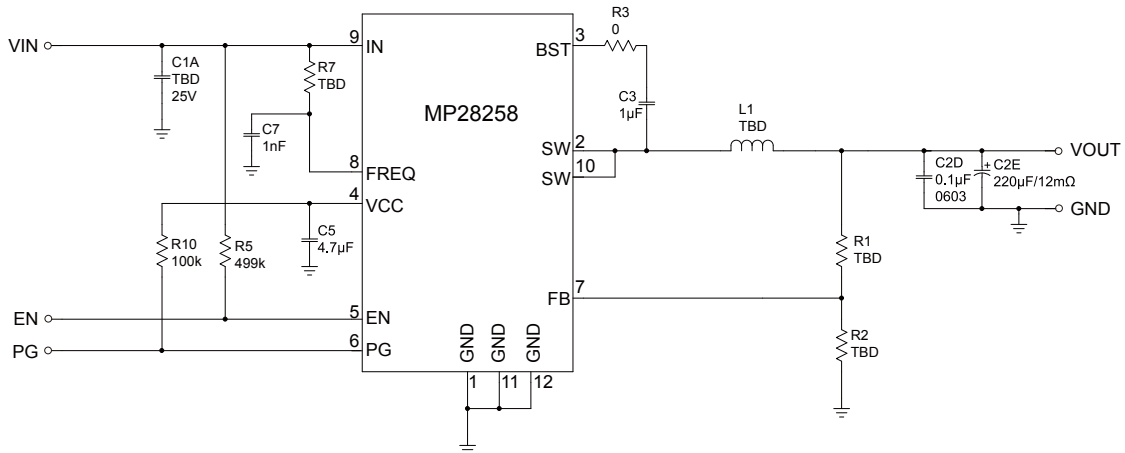 VIN
C1A
TBD
25V
R7
TBD
C7
1nF
9
IN
8
FREQ
4
VCC
C5
4.7µF
R10
100k
R5
499k
EN
5
EN
PG
6
PG
MP28258
GND
GND
GND
1
11
12
3
BST
R3
0
C3
1µF
SW
2
SW
10
L1
TBD
VOUT
C2D
0.1µF
0603
+
C2E
220µF/12mΩ
GND
R1
TBD
FB
7
R2
TBD